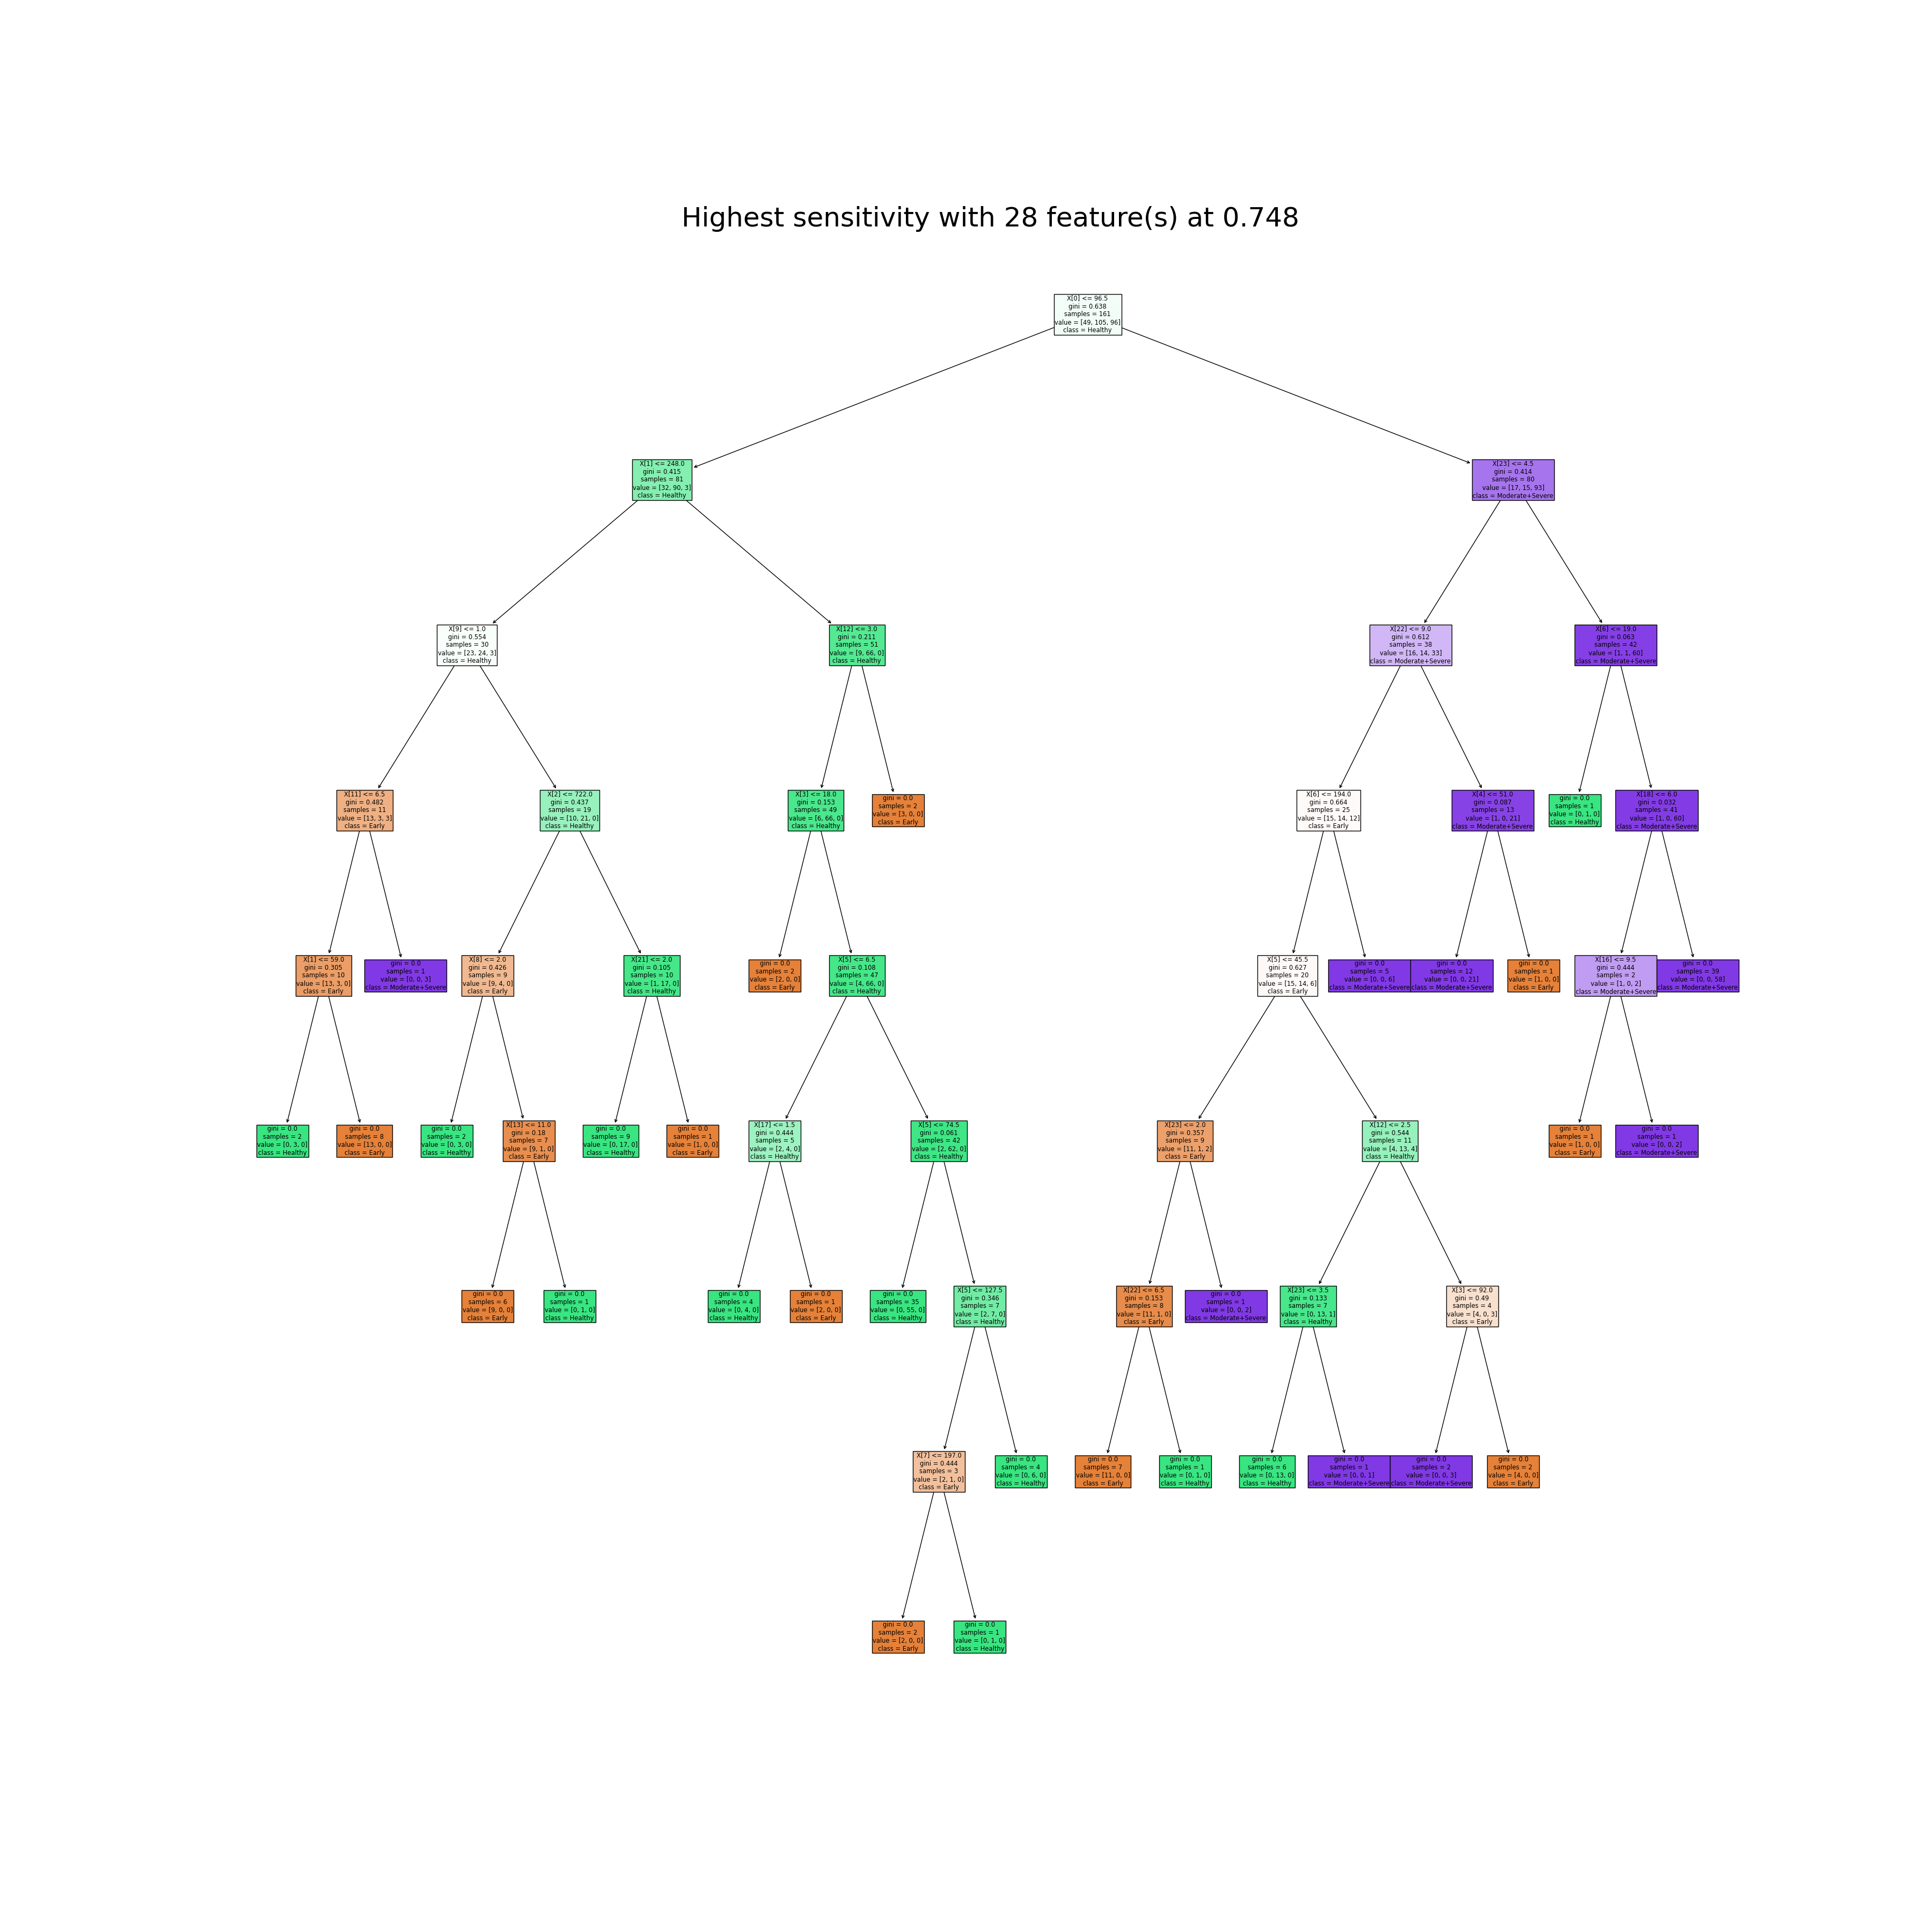 Highest sensitivity with 28 feature(s) at 0.748
X[0] <= 96.5
gini = 0.638
samples = 161
value = [49, 105, 96]
class = Healthy
X[1] <= 248.0
gini = 0.415
samples = 81
value = [32, 90, 3]
class = Healthy
X[23] <= 4.5
gini = 0.414
samples = 80
value = [17, 15, 93]
class = Moderate+Severe
X[9] <= 1.0
gini = 0.554
samples = 30
value = [23, 24, 3]
class = Healthy
X[12] <= 3.0
gini = 0.211
samples = 51
value = [9, 66, 0]
class = Healthy
X[22] <= 9.0
gini = 0.612
samples = 38
value = [16, 14, 33]
class = Moderate+Severe
X[6] <= 19.0
gini = 0.063
samples = 42
value = [1, 1, 60]
class = Moderate+Severe
X[11] <= 6.5
gini = 0.482
samples = 11
value = [13, 3, 3]
class = Early
X[2] <= 722.0
gini = 0.437
samples = 19
value = [10, 21, 0]
class = Healthy
X[3] <= 18.0
gini = 0.153
samples = 49
value = [6, 66, 0]
class = Healthy
gini = 0.0
samples = 2
value = [3, 0, 0]
class = Early
X[6] <= 194.0
gini = 0.664
samples = 25
value = [15, 14, 12]
class = Early
X[4] <= 51.0
gini = 0.087
samples = 13
value = [1, 0, 21]
class = Moderate+Severe
gini = 0.0
samples = 1
value = [0, 1, 0]
class = Healthy
X[18] <= 6.0
gini = 0.032
samples = 41
value = [1, 0, 60]
class = Moderate+Severe
X[1] <= 59.0
gini = 0.305
samples = 10
value = [13, 3, 0]
class = Early
gini = 0.0
samples = 1
value = [0, 0, 3]
class = Moderate+Severe
X[8] <= 2.0
gini = 0.426
samples = 9
value = [9, 4, 0]
class = Early
X[21] <= 2.0
gini = 0.105
samples = 10
value = [1, 17, 0]
class = Healthy
gini = 0.0
samples = 2
value = [2, 0, 0]
class = Early
X[5] <= 6.5
gini = 0.108
samples = 47
value = [4, 66, 0]
class = Healthy
X[5] <= 45.5
gini = 0.627
samples = 20
value = [15, 14, 6]
class = Early
gini = 0.0
samples = 5
value = [0, 0, 6]
class = Moderate+Severe
gini = 0.0
samples = 12
value = [0, 0, 21]
class = Moderate+Severe
gini = 0.0
samples = 1
value = [1, 0, 0]
class = Early
X[16] <= 9.5
gini = 0.444
samples = 2
value = [1, 0, 2]
class = Moderate+Severe
gini = 0.0
samples = 39
value = [0, 0, 58]
class = Moderate+Severe
gini = 0.0
samples = 2
value = [0, 3, 0]
class = Healthy
gini = 0.0
samples = 8
value = [13, 0, 0]
class = Early
gini = 0.0
samples = 2
value = [0, 3, 0]
class = Healthy
X[13] <= 11.0
gini = 0.18
samples = 7
value = [9, 1, 0]
class = Early
gini = 0.0
samples = 9
value = [0, 17, 0]
class = Healthy
gini = 0.0
samples = 1
value = [1, 0, 0]
class = Early
X[17] <= 1.5
gini = 0.444
samples = 5
value = [2, 4, 0]
class = Healthy
X[5] <= 74.5
gini = 0.061
samples = 42
value = [2, 62, 0]
class = Healthy
X[23] <= 2.0
gini = 0.357
samples = 9
value = [11, 1, 2]
class = Early
X[12] <= 2.5
gini = 0.544
samples = 11
value = [4, 13, 4]
class = Healthy
gini = 0.0
samples = 1
value = [1, 0, 0]
class = Early
gini = 0.0
samples = 1
value = [0, 0, 2]
class = Moderate+Severe
gini = 0.0
samples = 6
value = [9, 0, 0]
class = Early
gini = 0.0
samples = 1
value = [0, 1, 0]
class = Healthy
gini = 0.0
samples = 4
value = [0, 4, 0]
class = Healthy
gini = 0.0
samples = 1
value = [2, 0, 0]
class = Early
gini = 0.0
samples = 35
value = [0, 55, 0]
class = Healthy
X[5] <= 127.5
gini = 0.346
samples = 7
value = [2, 7, 0]
class = Healthy
X[22] <= 6.5
gini = 0.153
samples = 8
value = [11, 1, 0]
class = Early
gini = 0.0
samples = 1
value = [0, 0, 2]
class = Moderate+Severe
X[23] <= 3.5
gini = 0.133
samples = 7
value = [0, 13, 1]
class = Healthy
X[3] <= 92.0
gini = 0.49
samples = 4
value = [4, 0, 3]
class = Early
X[7] <= 197.0
gini = 0.444
samples = 3
value = [2, 1, 0]
class = Early
gini = 0.0
samples = 4
value = [0, 6, 0]
class = Healthy
gini = 0.0
samples = 7
value = [11, 0, 0]
class = Early
gini = 0.0
samples = 1
value = [0, 1, 0]
class = Healthy
gini = 0.0
samples = 6
value = [0, 13, 0]
class = Healthy
gini = 0.0
samples = 1
value = [0, 0, 1]
class = Moderate+Severe
gini = 0.0
samples = 2
value = [0, 0, 3]
class = Moderate+Severe
gini = 0.0
samples = 2
value = [4, 0, 0]
class = Early
gini = 0.0
samples = 2
value = [2, 0, 0]
class = Early
gini = 0.0
samples = 1
value = [0, 1, 0]
class = Healthy